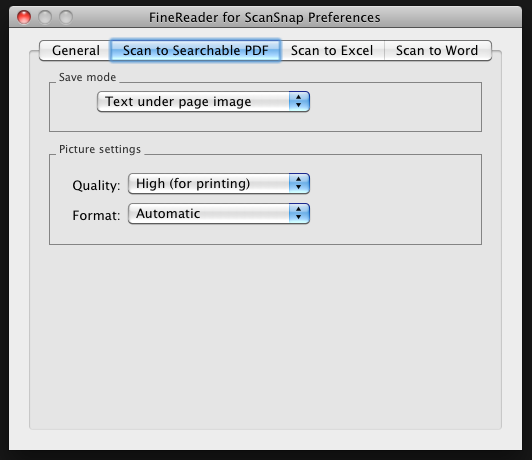 FineReader for ScanSnap Preferences
General Scan to Searchable PDF Scan to Excel Scan to Word
Save mode
Text under page image
Picture settings
Quality: High (for printing)
Format: Automatic